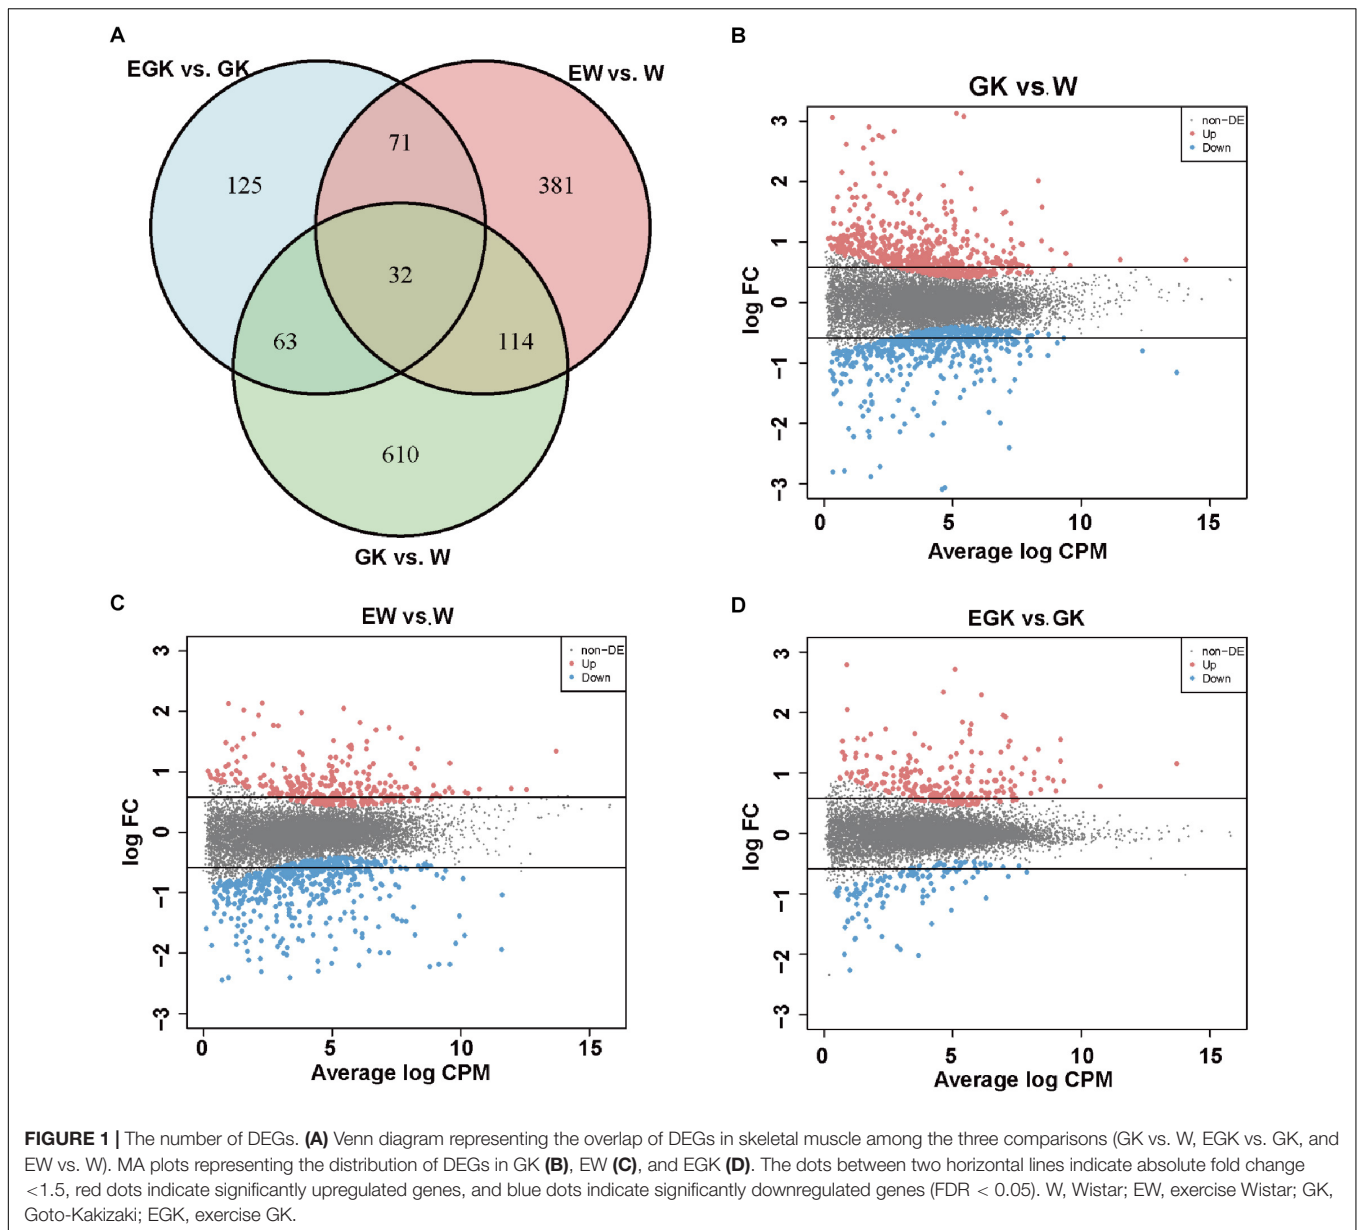 A
EGK vs. GK
EW vs. W
71
125
381
32
63
114
610
GK vs. W
B
GK vs. W
non-DE
Up
Down
3
2
1
0
−1
−2
−3
log FC
0
5
10
15
Average log CPM
C
EW vs. W
non-DE
Up
Down
3
2
1
0
−1
−2
−3
log FC
0
5
10
15
Average log CPM
D
EGK vs. GK
non-DE
Up
Down
3
2
1
0
−1
−2
−3
log FC
0
5
10
15
Average log CPM
FIGURE 1 | The number of DEGs. (A) Venn diagram representing the overlap of DEGs in skeletal muscle among the three comparisons (GK vs. W, EGK vs. GK, and
EW vs. W). MA plots representing the distribution of DEGs in GK (B), EW (C), and EGK (D). The dots between two horizontal lines indicate absolute fold change
<1.5, red dots indicate significantly upregulated genes, and blue dots indicate significantly downregulated genes (FDR < 0.05). W, Wistar; EW, exercise Wistar; GK,
Goto-Kakizaki; EGK, exercise GK.